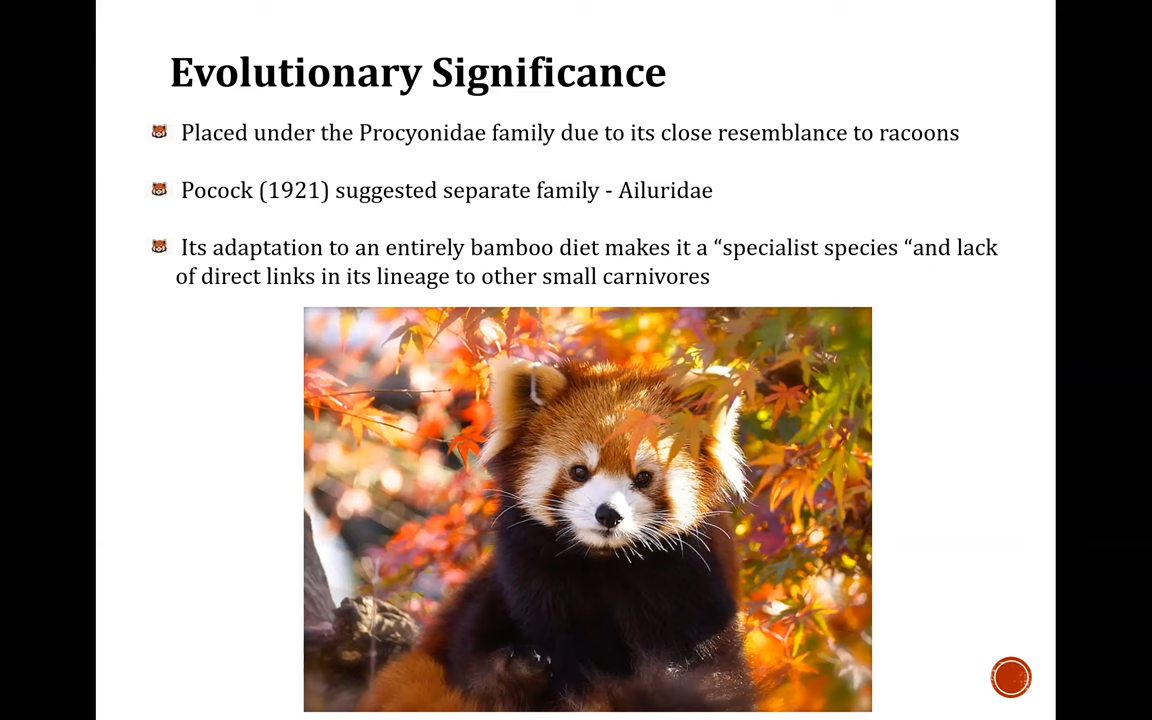 Evolutionary Significance
Placed under the Procyonidae family due to its close resemblance to racoons
Pocock (1921) suggested separate family - Ailuridae
Its adaptation to an entirely bamboo diet makes it a “specialist species “and lack
of direct links in its lineage to other small carnivores